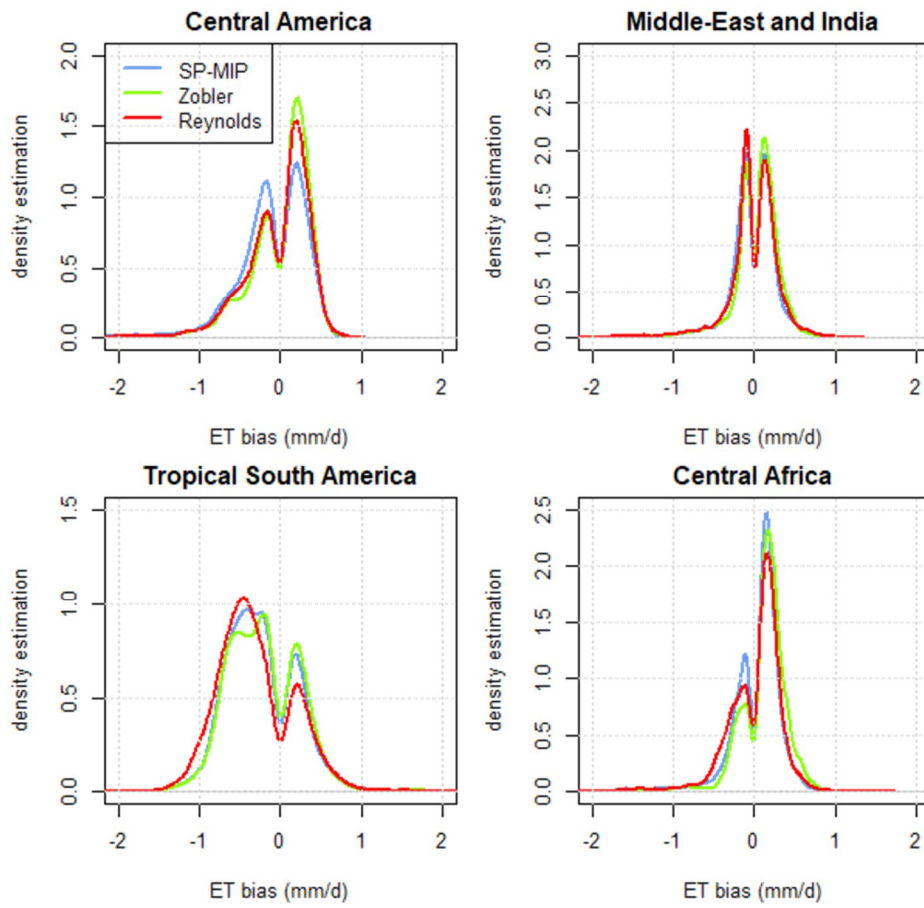 Central America
density estimation
0.0 0.5 1.0 1.5 2.0
SP-MIP
Zobler
Reynolds
-2 -1 0 1 2
ET bias (mm/d)
Middle-East and India
density estimation
0.0 0.5 1.0 1.5 2.0 2.5 3.0
-2 -1 0 1 2
ET bias (mm/d)
Tropical South America
density estimation
0.0 0.5 1.0 1.5
-2 -1 0 1 2
ET bias (mm/d)
Central Africa
density estimation
0.0 0.5 1.0 1.5 2.0 2.5
-2 -1 0 1 2
ET bias (mm/d)